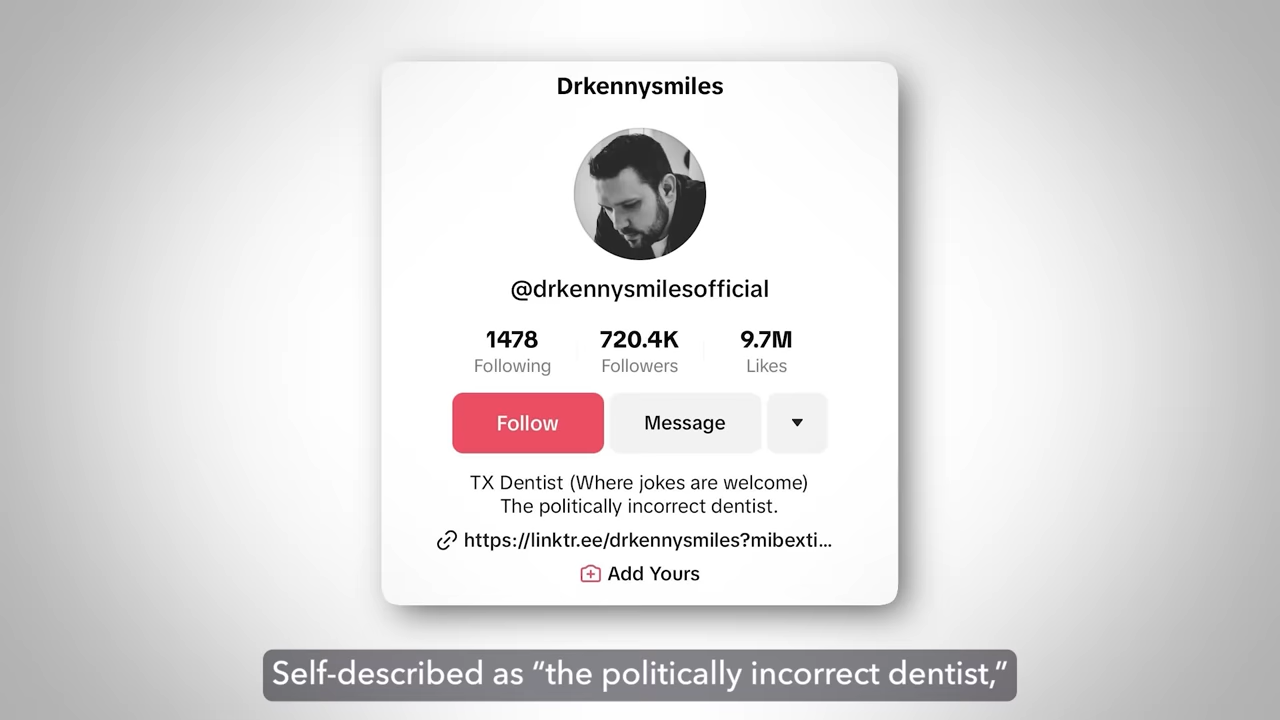 Drkennysmiles
@drkennysmilesofficial
1478 720.4K 9.7M
Following Followers Likes
Follow Message
TX Dentist (Where jokes are welcome)
The politically incorrect dentist.
https://linktr.ee/drkennysmiles?mibexti...
Add Yours
Self-described as “the politically incorrect dentist,”